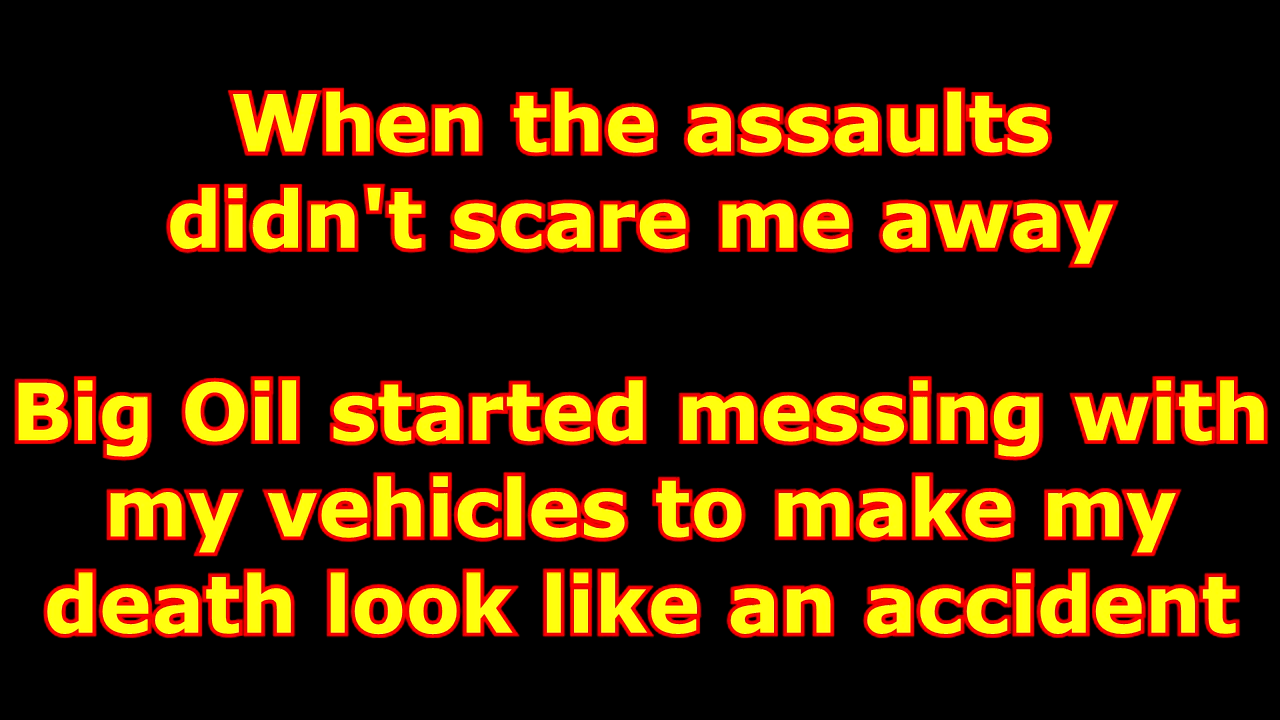 When the assaults
didn't scare me away
Big Oil started messing with
my vehicles to make my
death look like an accident